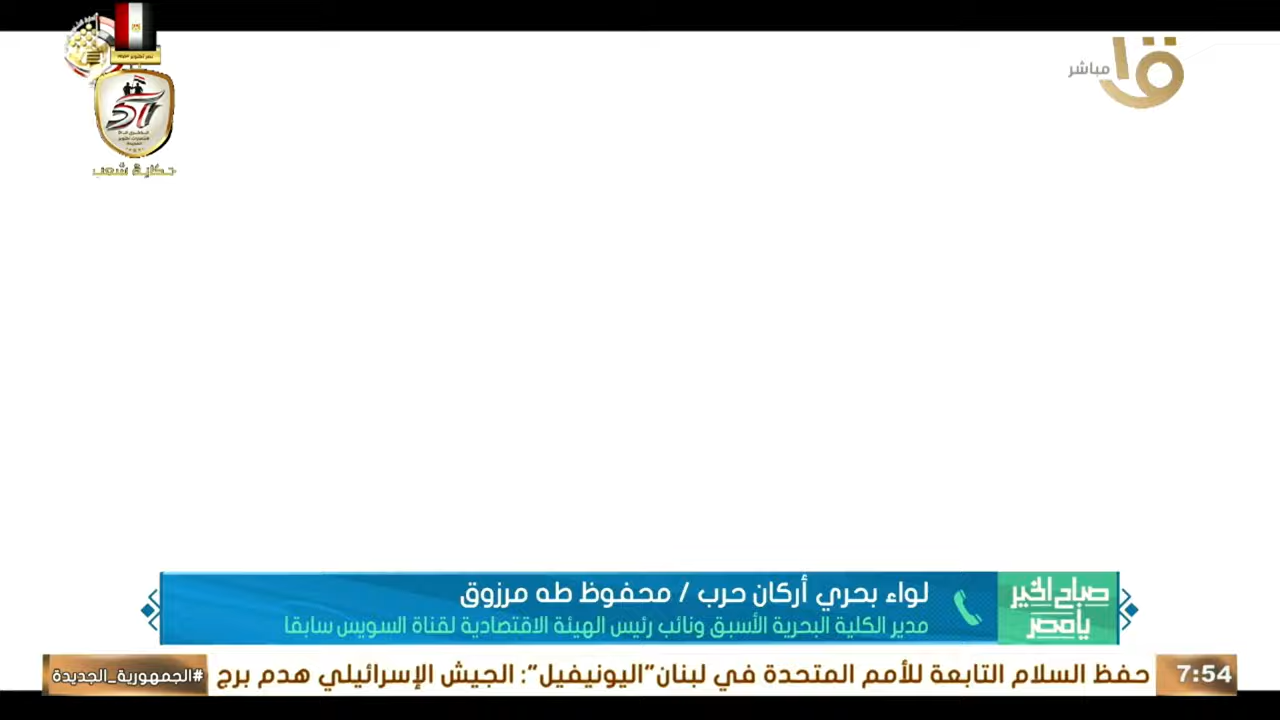 مباشر
حكاية شعب
لواء بحري أركان حرب / محفوظ طه مرزوق
مدير الكلية البحرية الأسبق ونائب رئيس الهيئة الاقتصادية لقناة السويس سابقا
صباح الخير
يا مصر
7:54
حفظ السلام التابعة للأمم المتحدة في لبنان"اليونيفيل": الجيش الإسرائيلي هدم برج
#الجمهورية_الجديدة